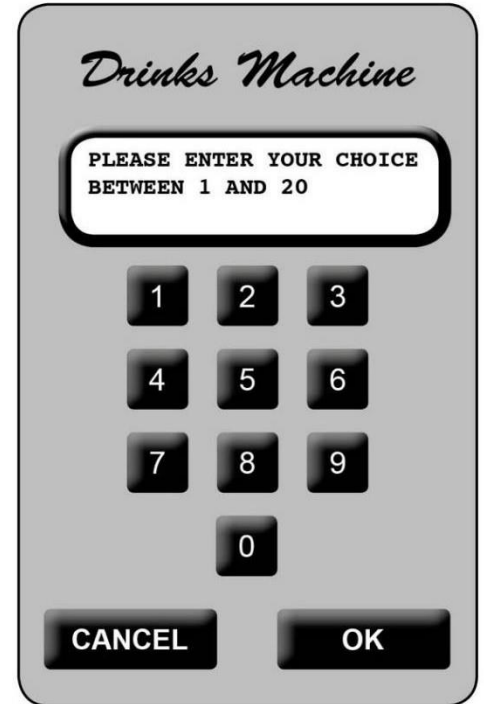 Drinks Machine
PLEASE ENTER YOUR CHOICE
BETWEEN 1 AND 20
1 2 3
4 5 6
7 8 9
0
CANCEL OK